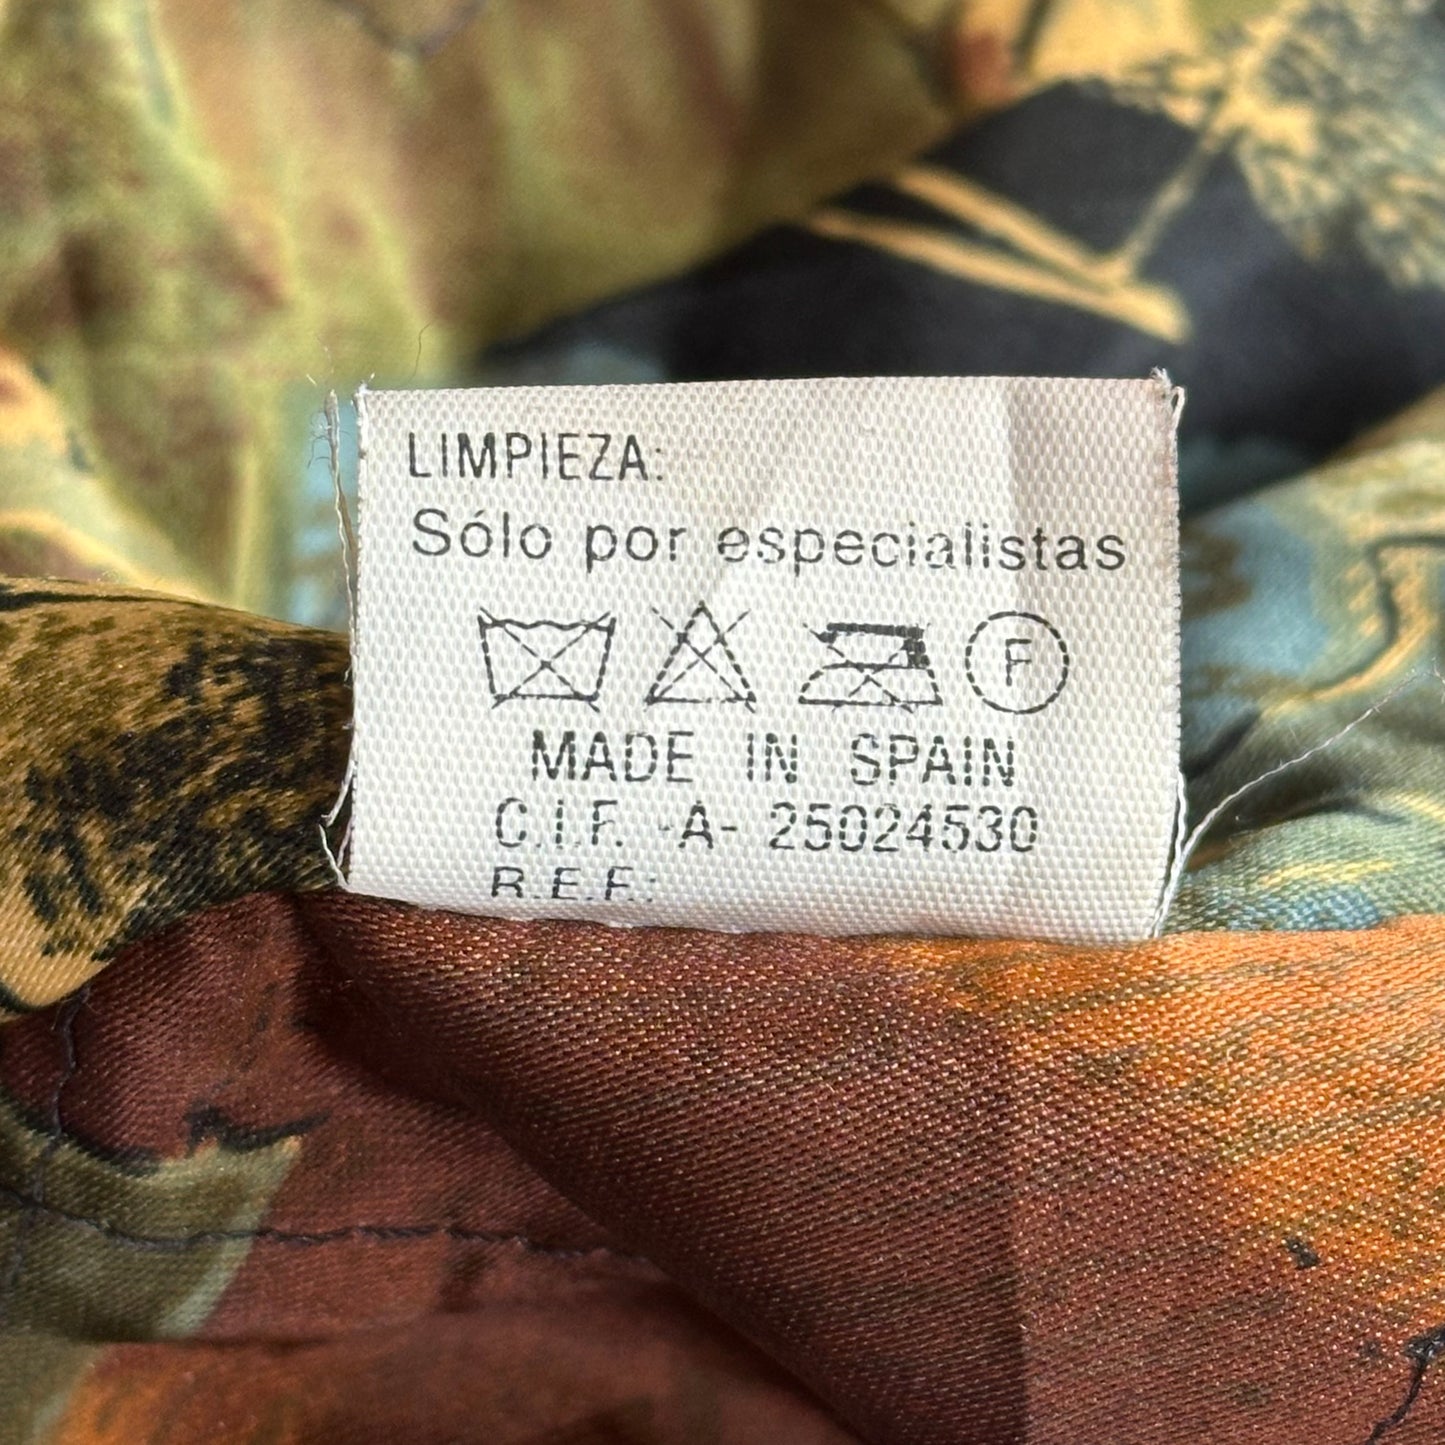 LIMPIEZA:
Sólo por especialistas
F
MADE IN SPAIN
C.I.F. -A- 25024530
R.E.F.: